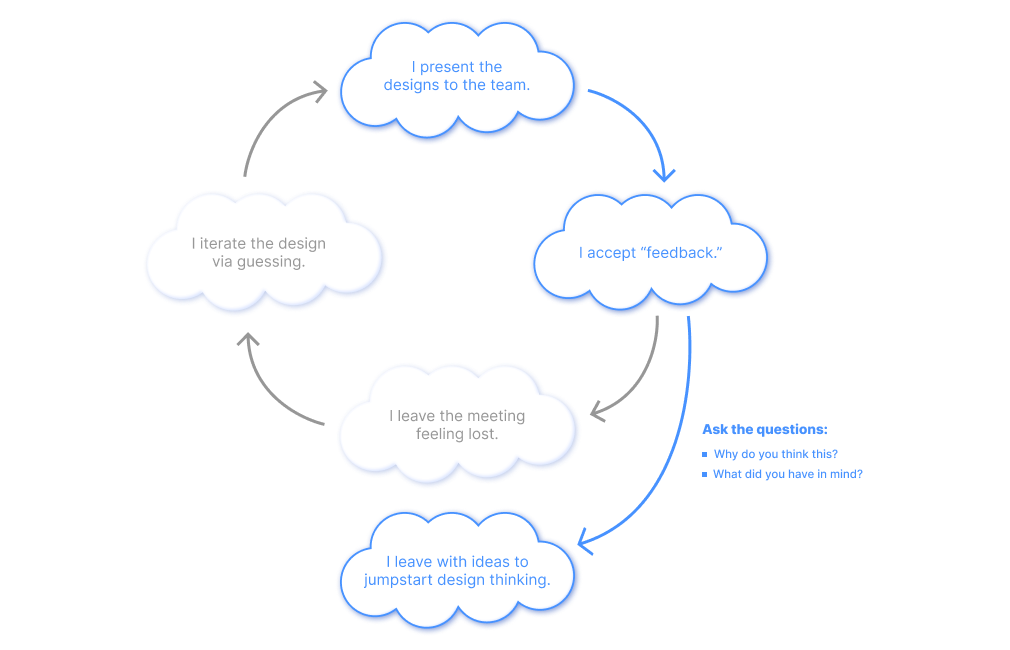 I present the
designs to the team.
I iterate the design
via guessing.
I accept “feedback.”
I leave the meeting
feeling lost.
Ask the questions:
Why do you think this?
What did you have in mind?
I leave with ideas to
jumpstart design thinking.